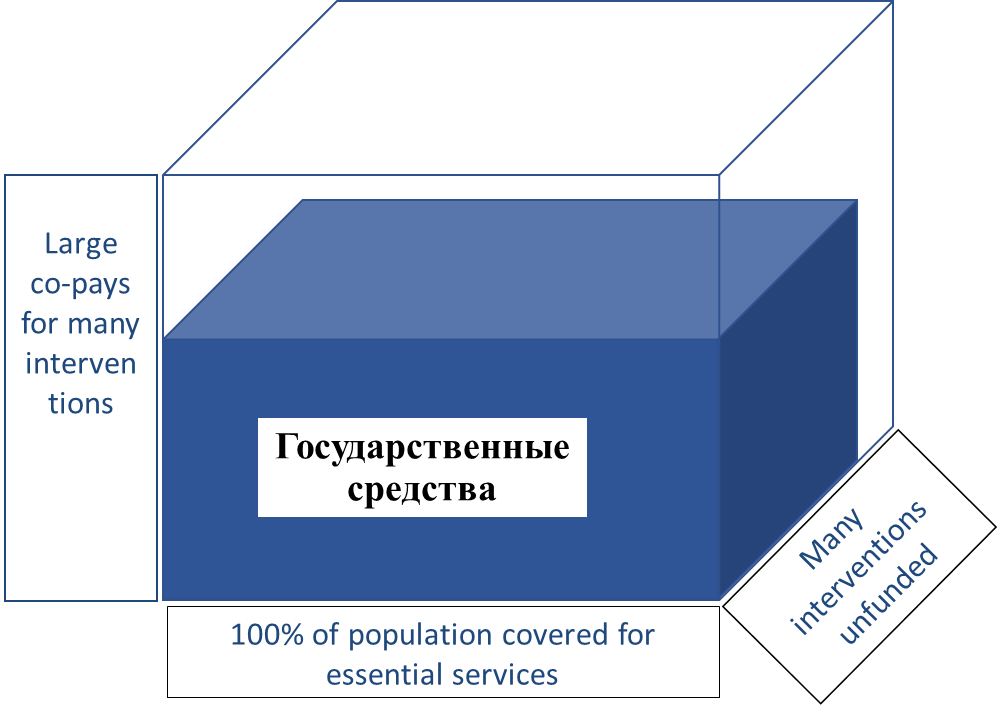 Large
co-pays
for many
interven
tions
Государственные
средства
Many
interventions
unfunded
100% of population covered for
essential services